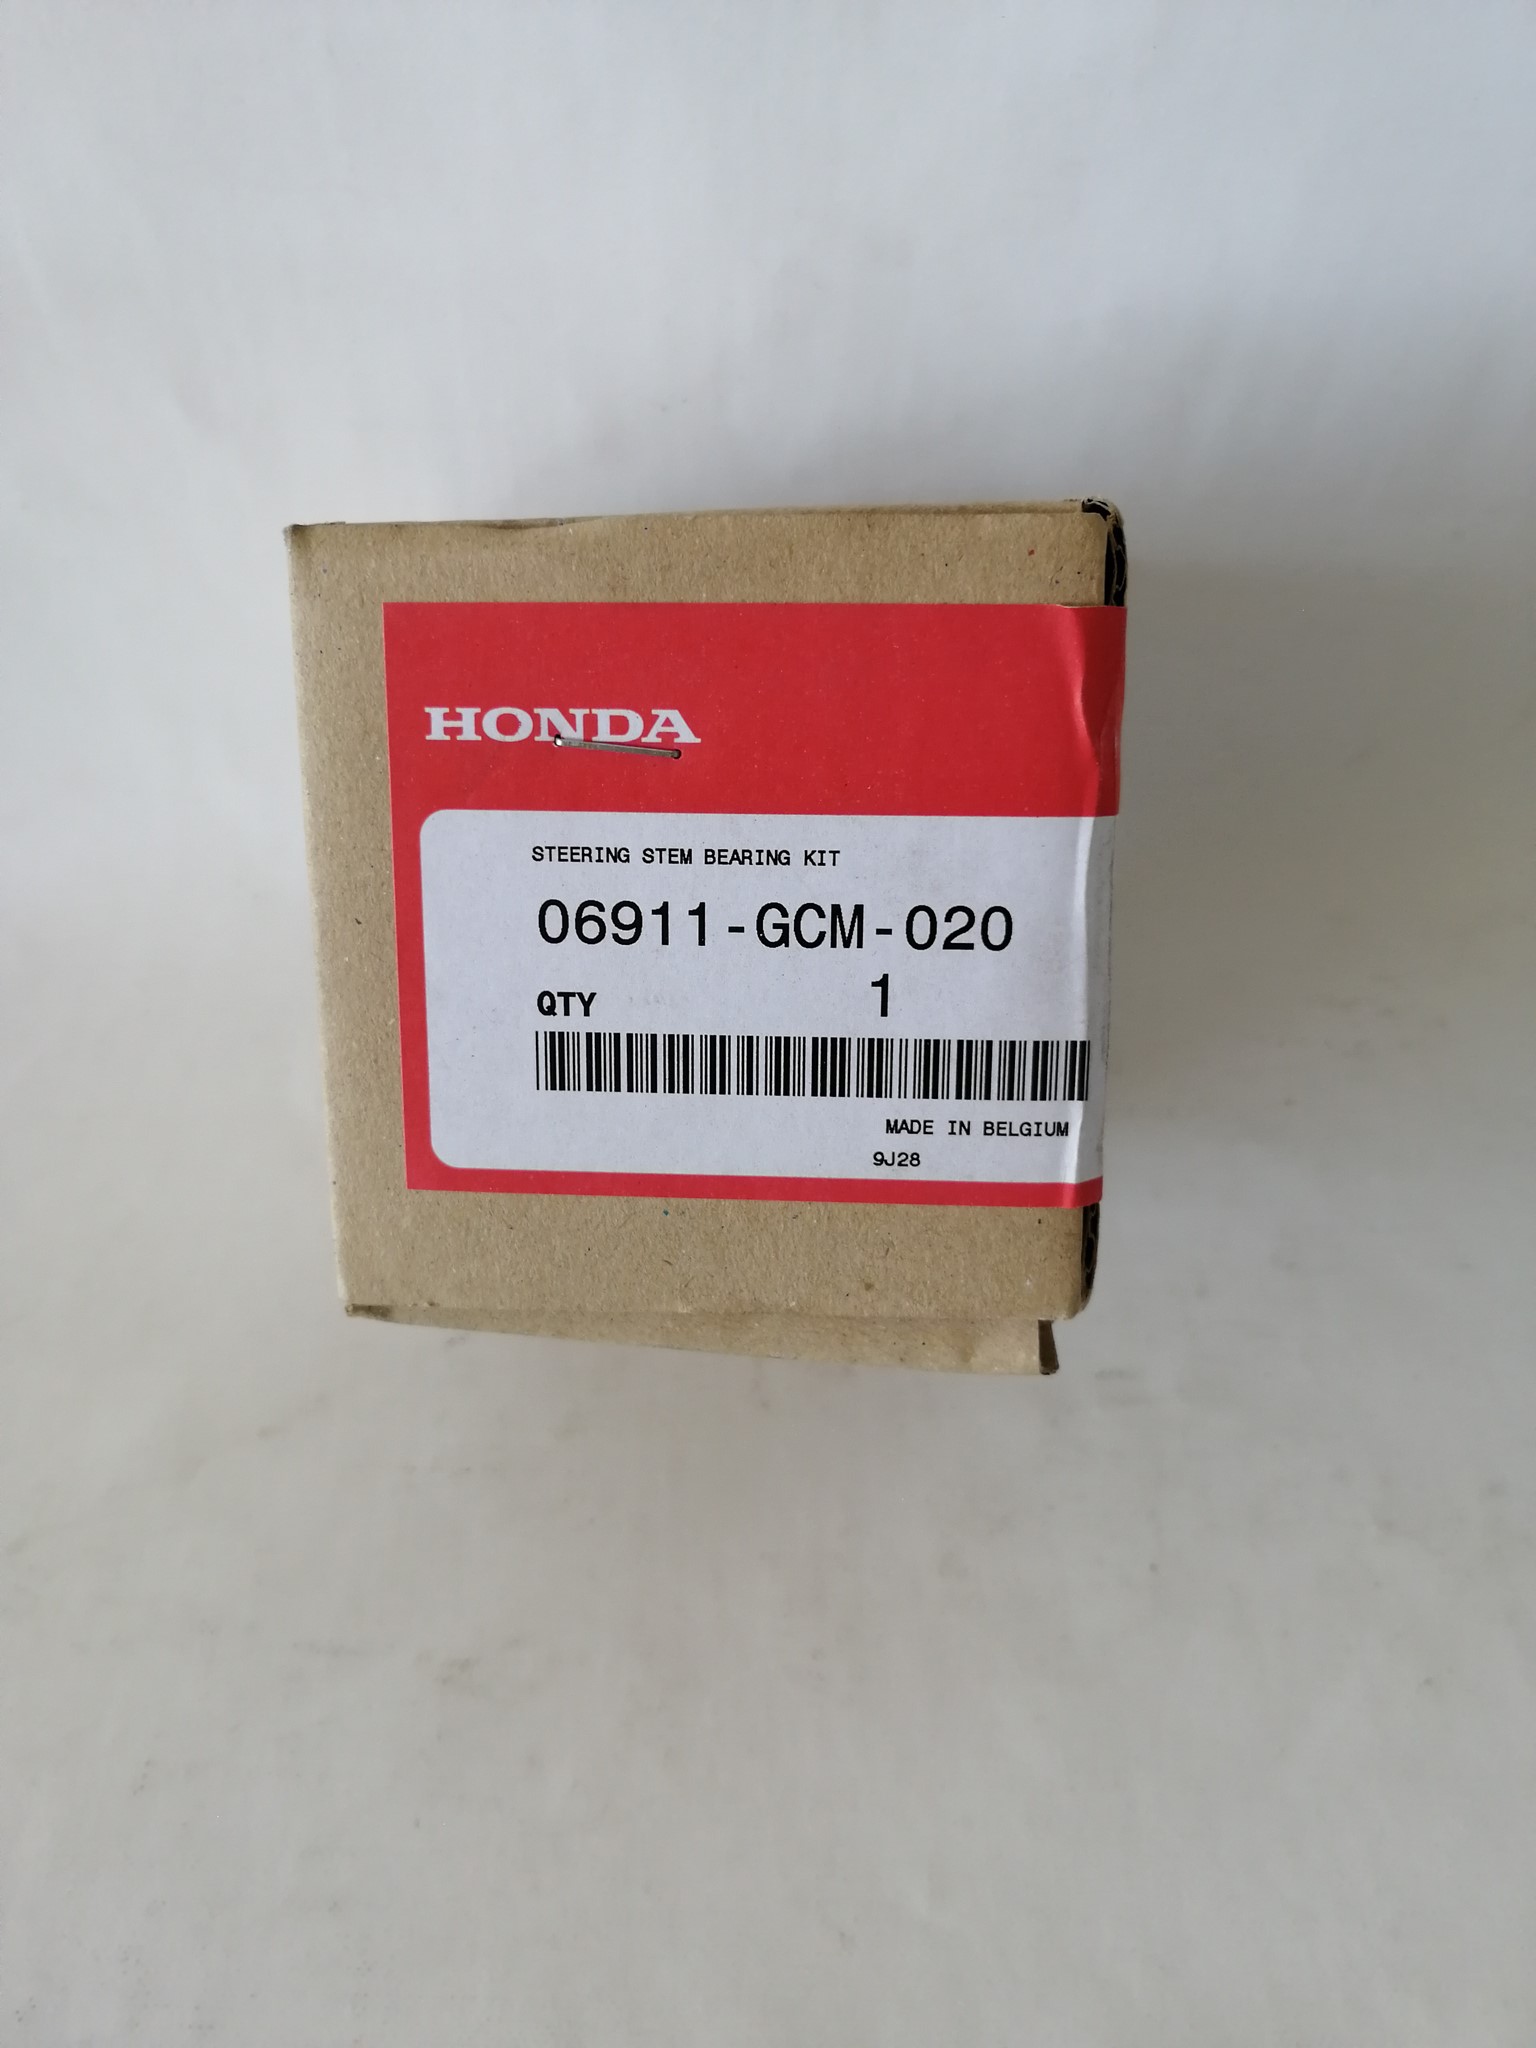 HONDA
STEERING STEM BEARING KIT
06911-GCM-020
QTY 1
MADE IN BELGIUM
9J28